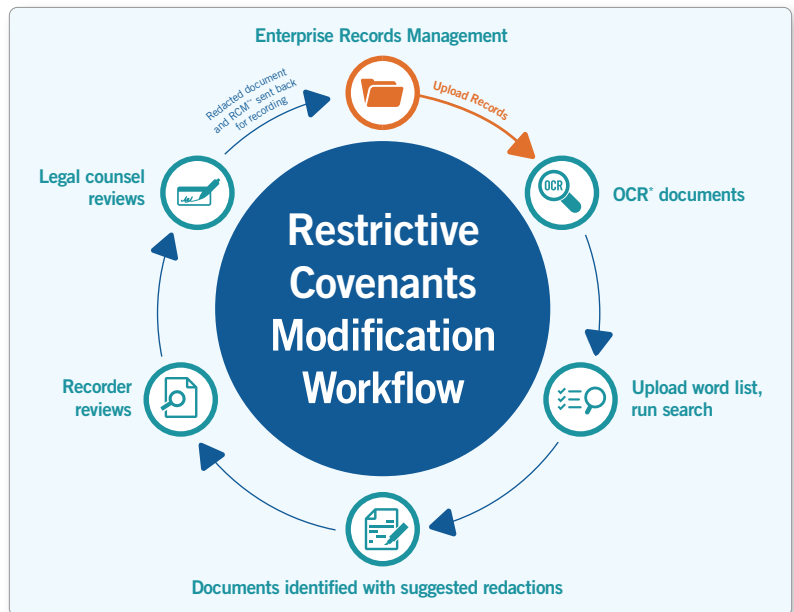 Enterprise Records Management
Upload Records
OCR
OCR* documents
Upload word list,
run search
Documents identified with suggested redactions
Recorder
reviews
Legal counsel
reviews
Redacted document
and RCM** sent back
for recording
Restrictive
Covenants
Modification
Workflow